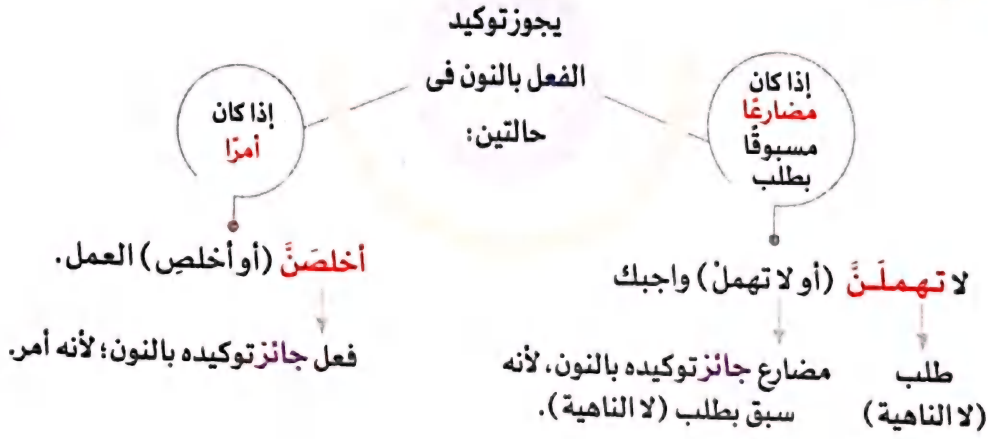 يجوز توكيد
الفعل بالنون فى
حالتين:
إذا كان
مضارعًا
مسبوقًا
بطلب
إذا كان
أمرًا
لا تهملَنَّ (أو لا تهملْ) واجبك
أخلصَنَّ (أو أخلصِ) العمل.
طلب
(لا الناهية)
مضارع جائز توكيده بالنون، لأنه
سبق بطلب (لا الناهية).
فعل جائز توكيده بالنون؛ لأنه أمر.